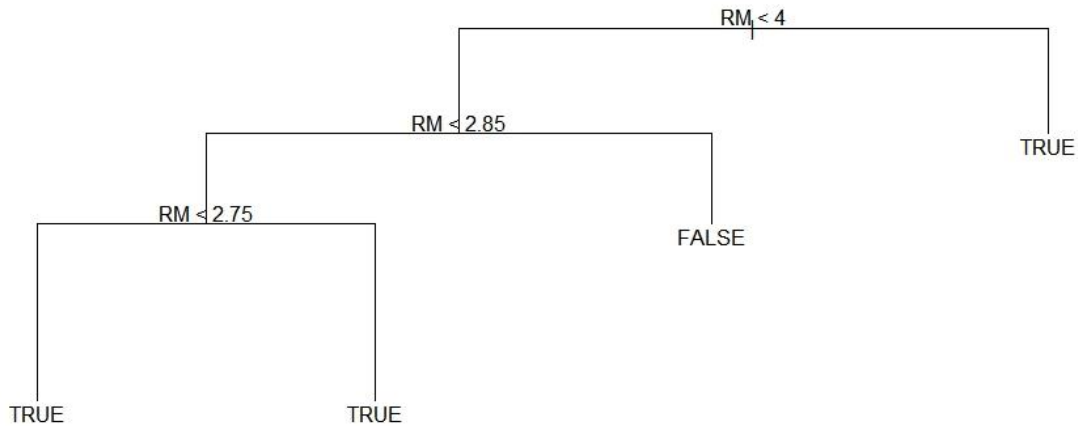 RM < 4
RM < 2.85
TRUE
RM < 2.75
FALSE
TRUE
TRUE